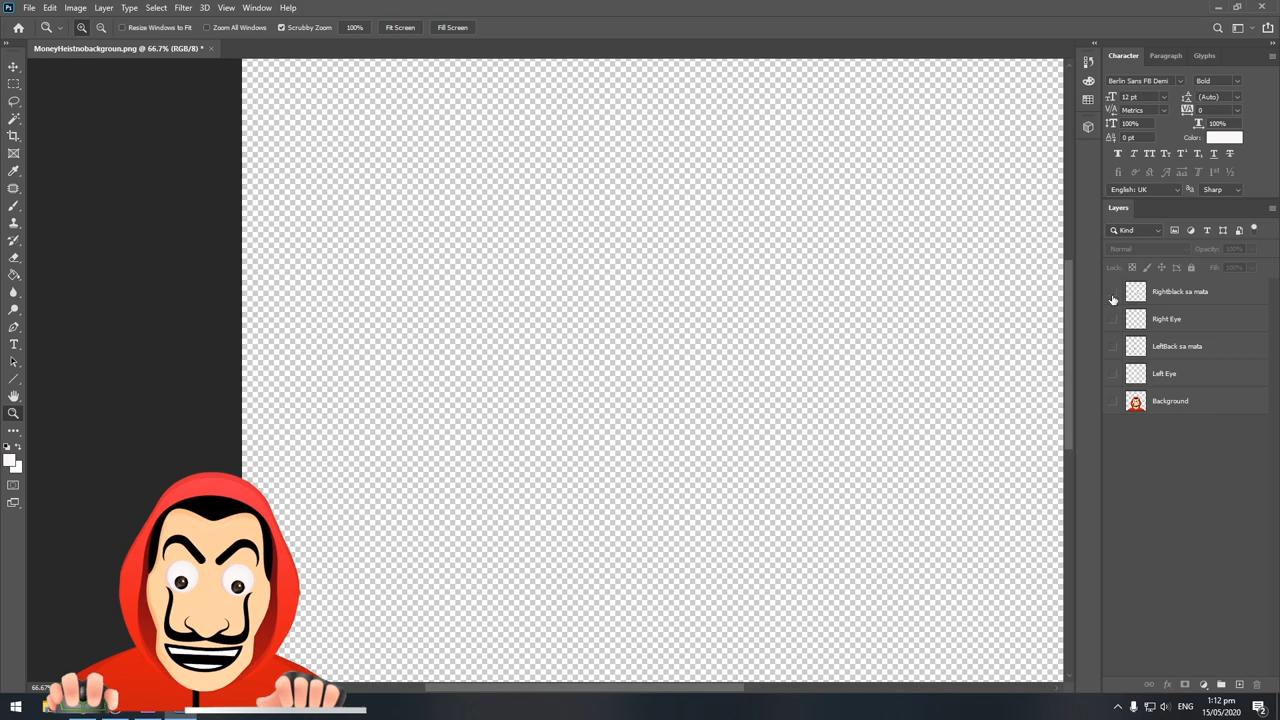 Ps File Edit Image Layer Type Select Filter 3D View Window Help
Resize Windows to Fit Zoom All Windows Scrubby Zoom 100% Fit Screen Fill Screen
MoneyHeistnobackgroun.png @ 66.7% (RGB/8) *
Character Paragraph Glyphs
Berlin Sans FB Demi Bold
12 pt (Auto)
Metrics 0
100% 100%
0 pt Color:
English: UK Sharp
Layers
Kind
Normal Opacity: 100%
Lock: Fill: 100%
Rightblack sa mata
Right Eye
LeftBack sa mata
Left Eye
Background
ENG 1:12 pm
15/05/2020